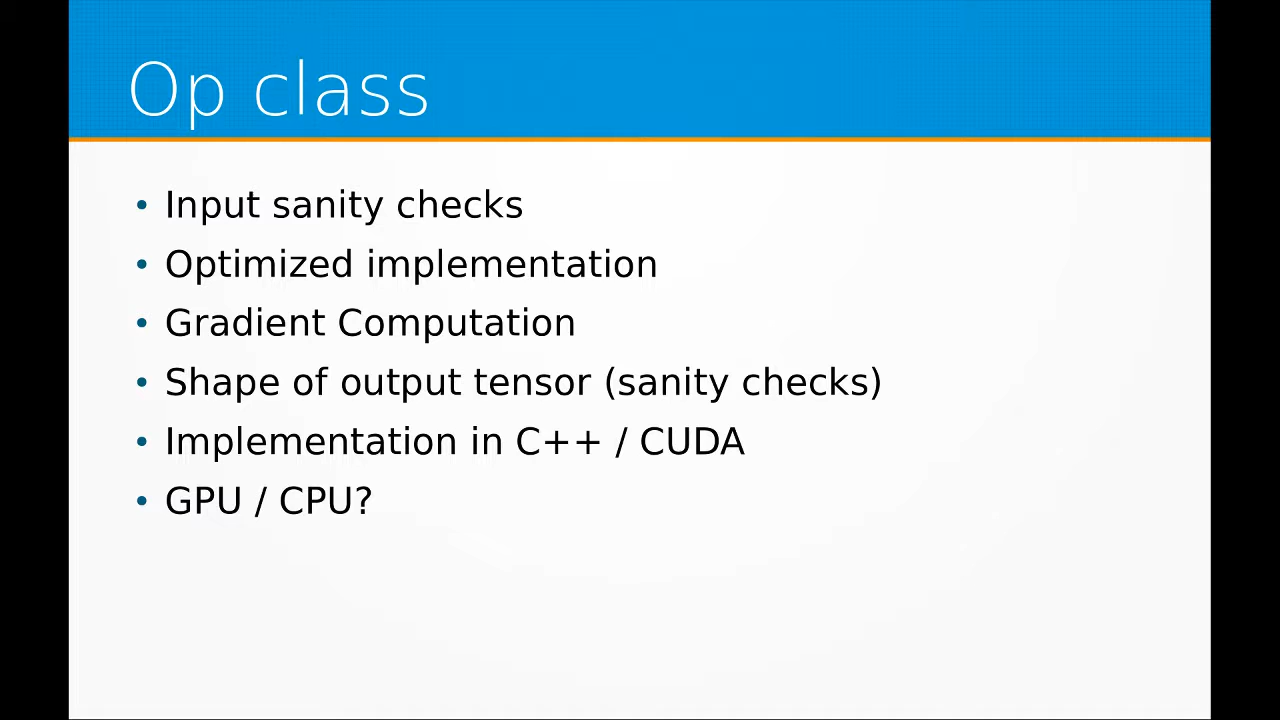 Op class
• Input sanity checks
• Optimized implementation
• Gradient Computation
• Shape of output tensor (sanity checks)
• Implementation in C++ / CUDA
• GPU / CPU?